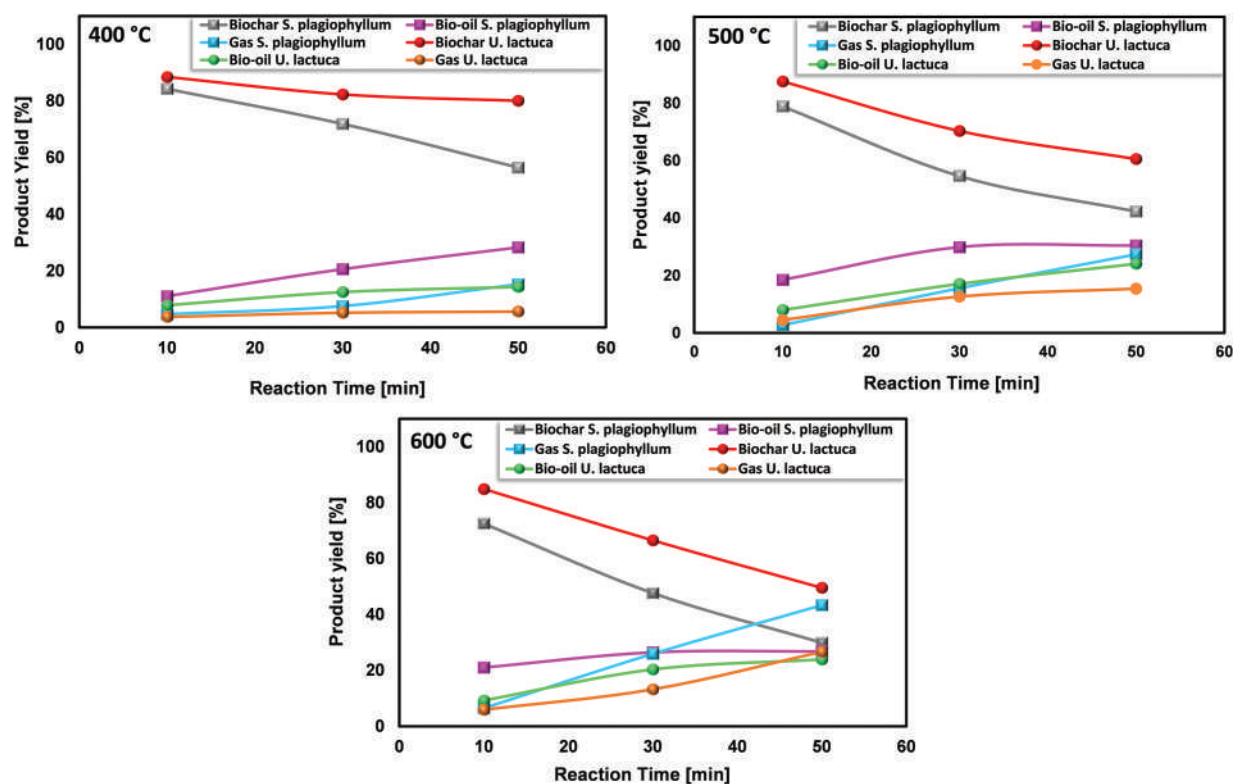 400 °C
Biochar S. plagiophyllum Bio-oil S. plagiophyllum
Gas S. plagiophyllum Biochar U. lactuca
Bio-oil U. lactuca Gas U. lactuca
Product Yield [%]
100
80
60
40
20
0
0 10 20 30 40 50 60
Reaction Time [min]
500 °C
Biochar S. plagiophyllum Bio-oil S. plagiophyllum
Gas S. plagiophyllum Biochar U. lactuca
Bio-oil U. lactuca Gas U. lactuca
Product yield [%]
100
80
60
40
20
0
0 10 20 30 40 50 60
Reaction Time [min]
600 °C
Biochar S. plagiophyllum Bio-oil S. plagiophyllum
Gas S. plagiophyllum Biochar U. lactuca
Bio-oil U. lactuca Gas U. lactuca
Product yield [%]
100
80
60
40
20
0
0 10 20 30 40 50 60
Reaction Time [min]